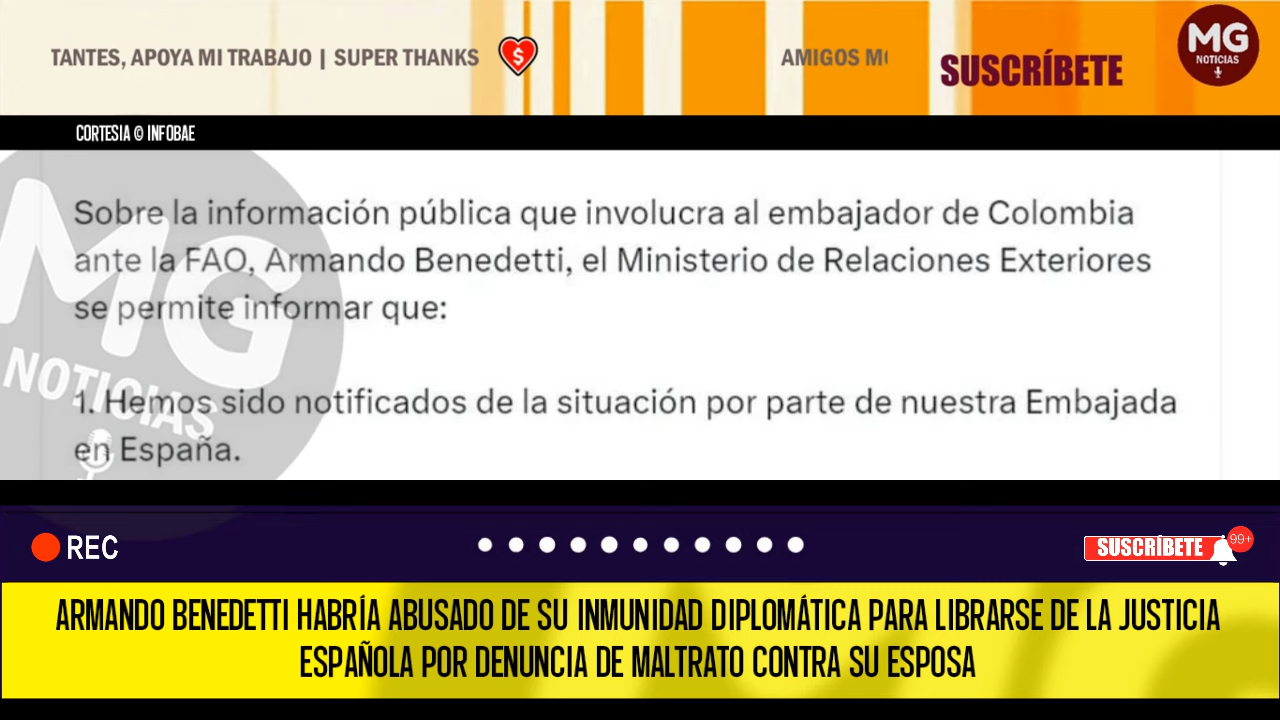 TANTES, APOYA MI TRABAJO | SUPER THANKS
$
AMIGOS
SUSCRÍBETE
MG
NOTICIAS
CORTESIA © INFOBAE
Sobre la información pública que involucra al embajador de Colombia
ante la FAO, Armando Benedetti, el Ministerio de Relaciones Exteriores
se permite informar que:
1. Hemos sido notificados de la situación por parte de nuestra Embajada
en España.
MG
NOTICIAS
REC
SUSCRÍBETE
99+
ARMANDO BENEDETTI HABRÍA ABUSADO DE SU INMUNIDAD DIPLOMÁTICA PARA LIBRARSE DE LA JUSTICIA
ESPAÑOLA POR DENUNCIA DE MALTRATO CONTRA SU ESPOSA